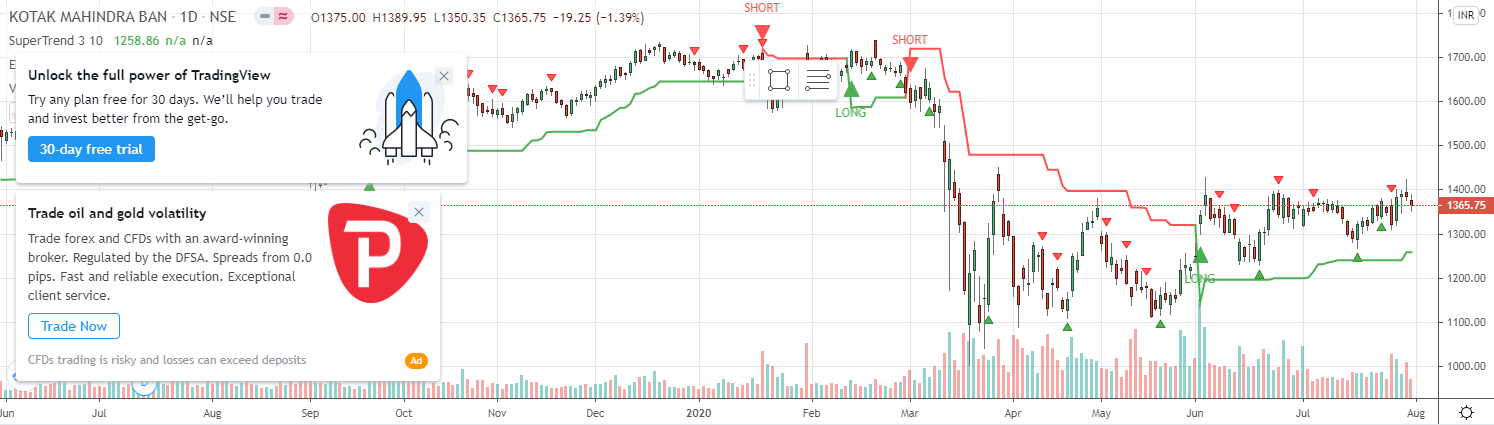 KOTAK MAHINDRA BAN · 1D · NSE O1375.00 H1389.95 L1350.35 C1365.75 −19.25 (−1.39%)
SuperTrend 3 10 1258.86 n/a n/a
E
V
Unlock the full power of TradingView
Try any plan free for 30 days. We'll help you trade
and invest better from the get-go.
30-day free trial
Trade oil and gold volatility
Trade forex and CFDs with an award-winning
broker. Regulated by the DFSA. Spreads from 0.0
pips. Fast and reliable execution. Exceptional
client service.
Trade Now
CFDs trading is risky and losses can exceed deposits
Ad
P
D
SHORT
LONG
SHORT
LONG
INR
1700.00
1600.00
1500.00
1400.00
1365.75
1300.00
1200.00
1100.00
1000.00
Jun Jul Aug Sep Oct Nov Dec 2020 Feb Mar Apr May Jun Jul Aug